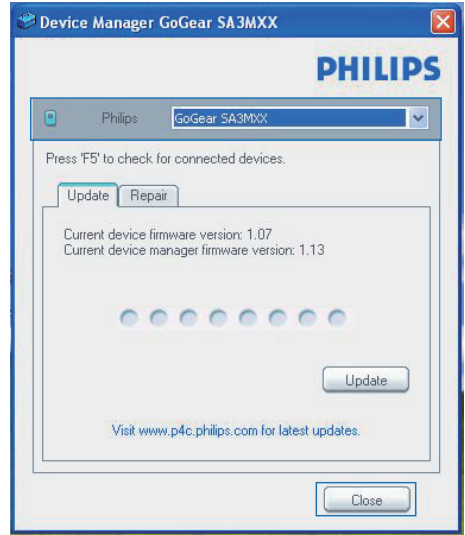 Device Manager GoGear SA3MXX
PHILIPS
Philips GoGear SA3MXX
Press 'F5' to check for connected devices.
Update Repair
Current device firmware version: 1.07
Current device manager firmware version: 1.13
Update
Visit www.p4c.philips.com for latest updates.
Close